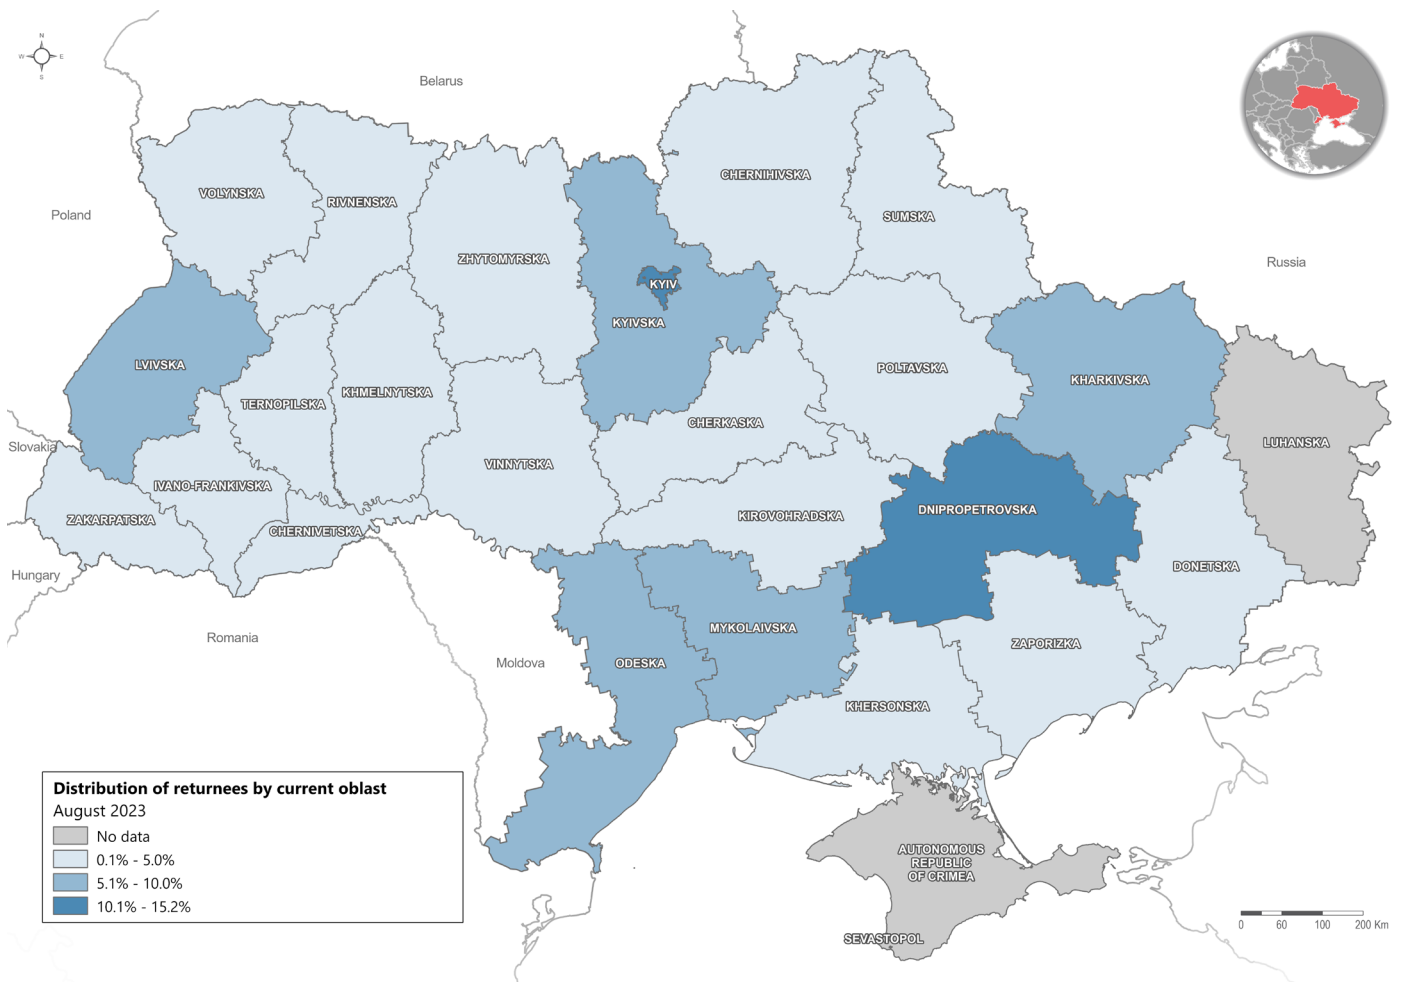 N
W
E
S
Belarus
CHERNIHIVSKA
VOLYNSKA
RIVNENSKA
Poland
SUMSKA
ZHYTOMYRSKA
Russia
KYIV
KYIVSKA
LVIVSKA
POLTAVSKA
KHARKIVSKA
KHMELNYTSKA
TERNOPILSKA
CHERKASKA
LUHANSKA
Slovakia
VINNYTSKA
IVANO-FRANKIVSKA
DNIPROPETROVSKA
KIROVOHRADSKA
ZAKARPATSKA
CHERNIVETSKA
DONETSKA
Hungary
MYKOLAIVSKA
Romania
ZAPORIZKA
Moldova
ODESKA
KHERSONSKA
Distribution of returnees by current oblast
August 2023
No data
0.1% - 5.0%
5.1% - 10.0%
10.1% - 15.2%
AUTONOMOUS
REPUBLIC
OF CRIMEA
SEVASTOPOL
0 60 100 200 Km